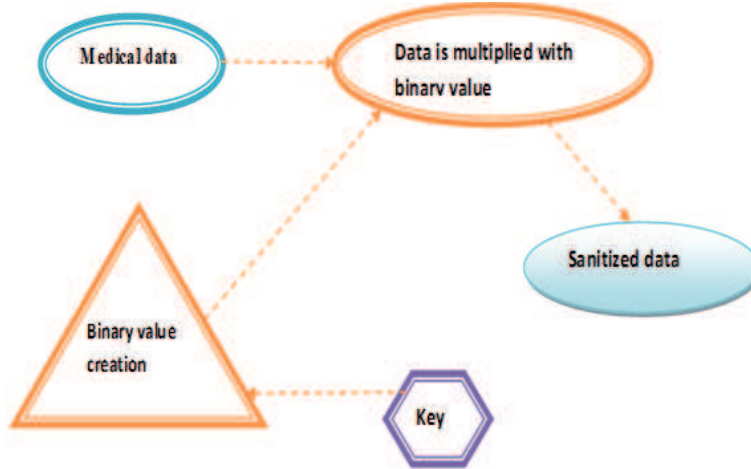 Medical data
Data is multiplied with
binary value
Sanitized data
Binary value
creation
Key